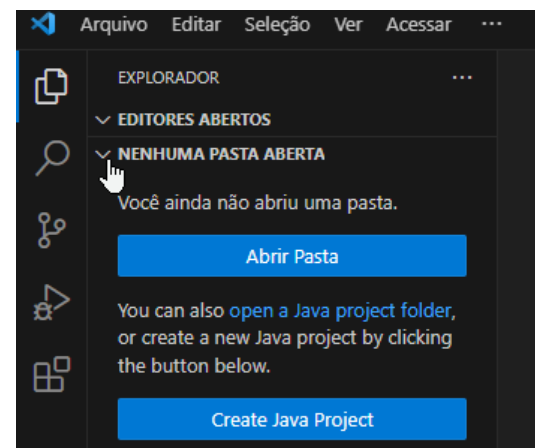 Arquivo Editar Seleção Ver Acessar ···
EXPLORADOR ···
EDITORES ABERTOS
NENHUMA PASTA ABERTA
Você ainda não abriu uma pasta.
Abrir Pasta
You can also open a Java project folder,
or create a new Java project by clicking
the button below.
Create Java Project